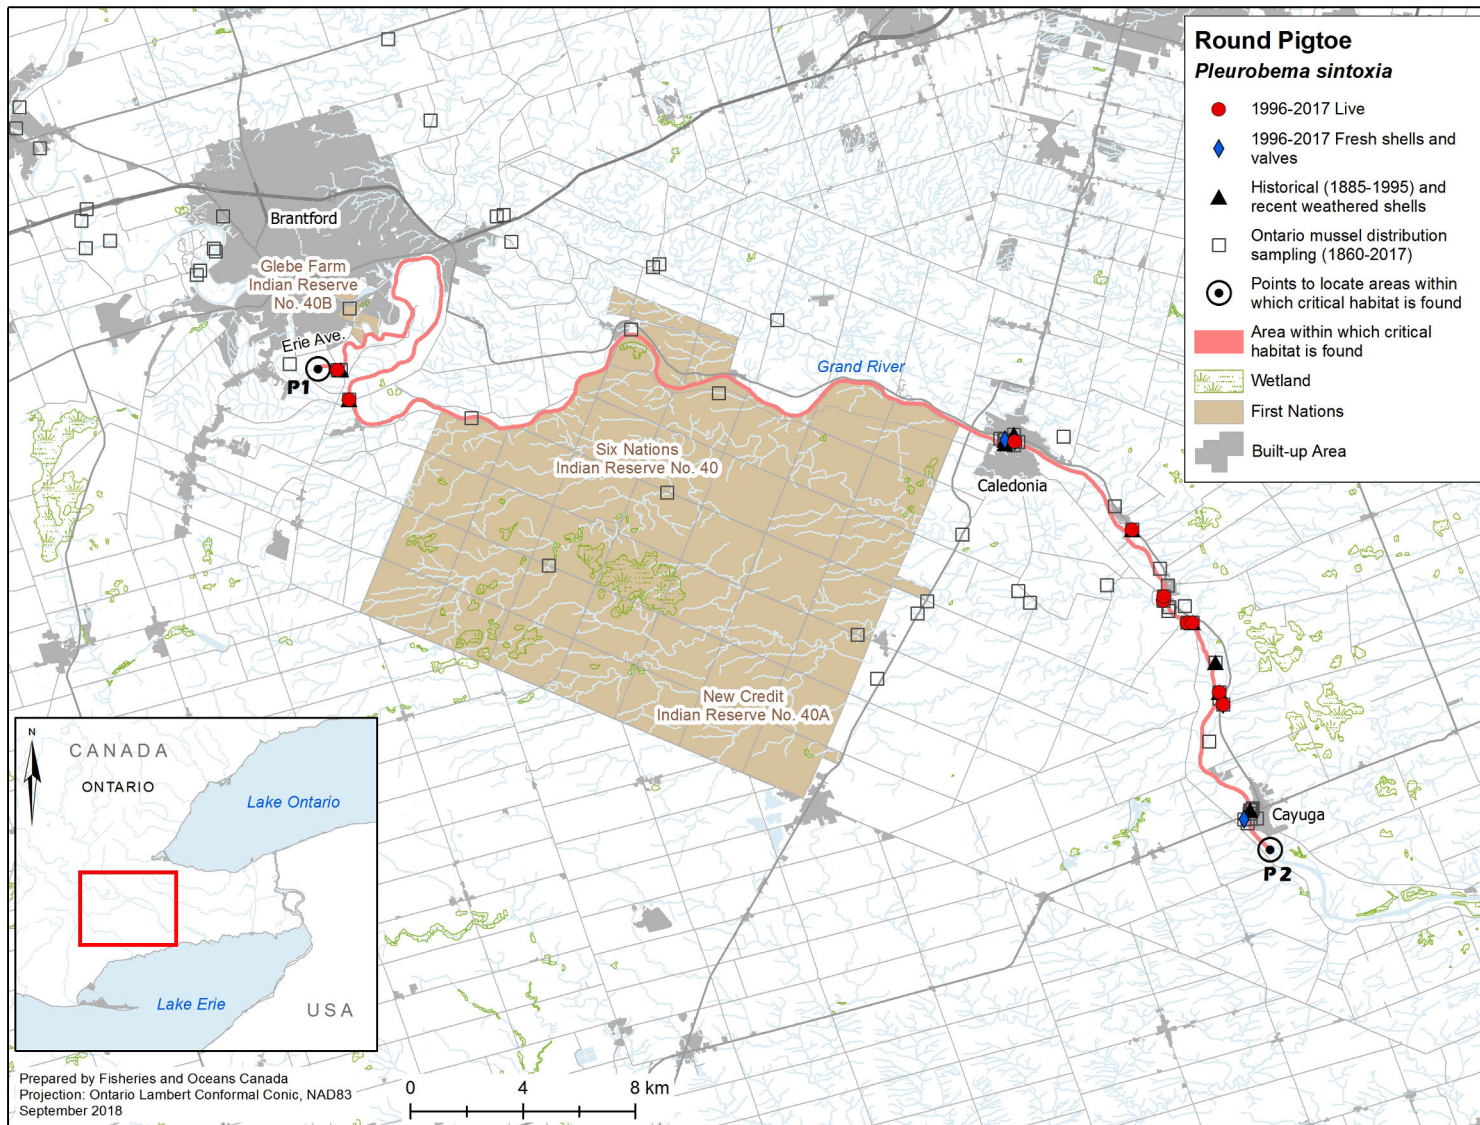 Round Pigtoe
Pleurobema sintoxia
1996-2017 Live
1996-2017 Fresh shells and
valves
Historical (1885-1995) and
recent weathered shells
Ontario mussel distribution
sampling (1860-2017)
Points to locate areas within
which critical habitat is found
Area within which critical
habitat is found
Wetland
First Nations
Built-up Area
Brantford
Glebe Farm
Indian Reserve
No. 40B
Erie Ave.
P1
Grand River
Six Nations
Indian Reserve No. 40
Caledonia
New Credit
Indian Reserve No. 40A
Cayuga
P2
N
CANADA
ONTARIO
Lake Ontario
Lake Erie
USA
Prepared by Fisheries and Oceans Canada
Projection: Ontario Lambert Conformal Conic, NAD83
September 2018
0 4 8 km